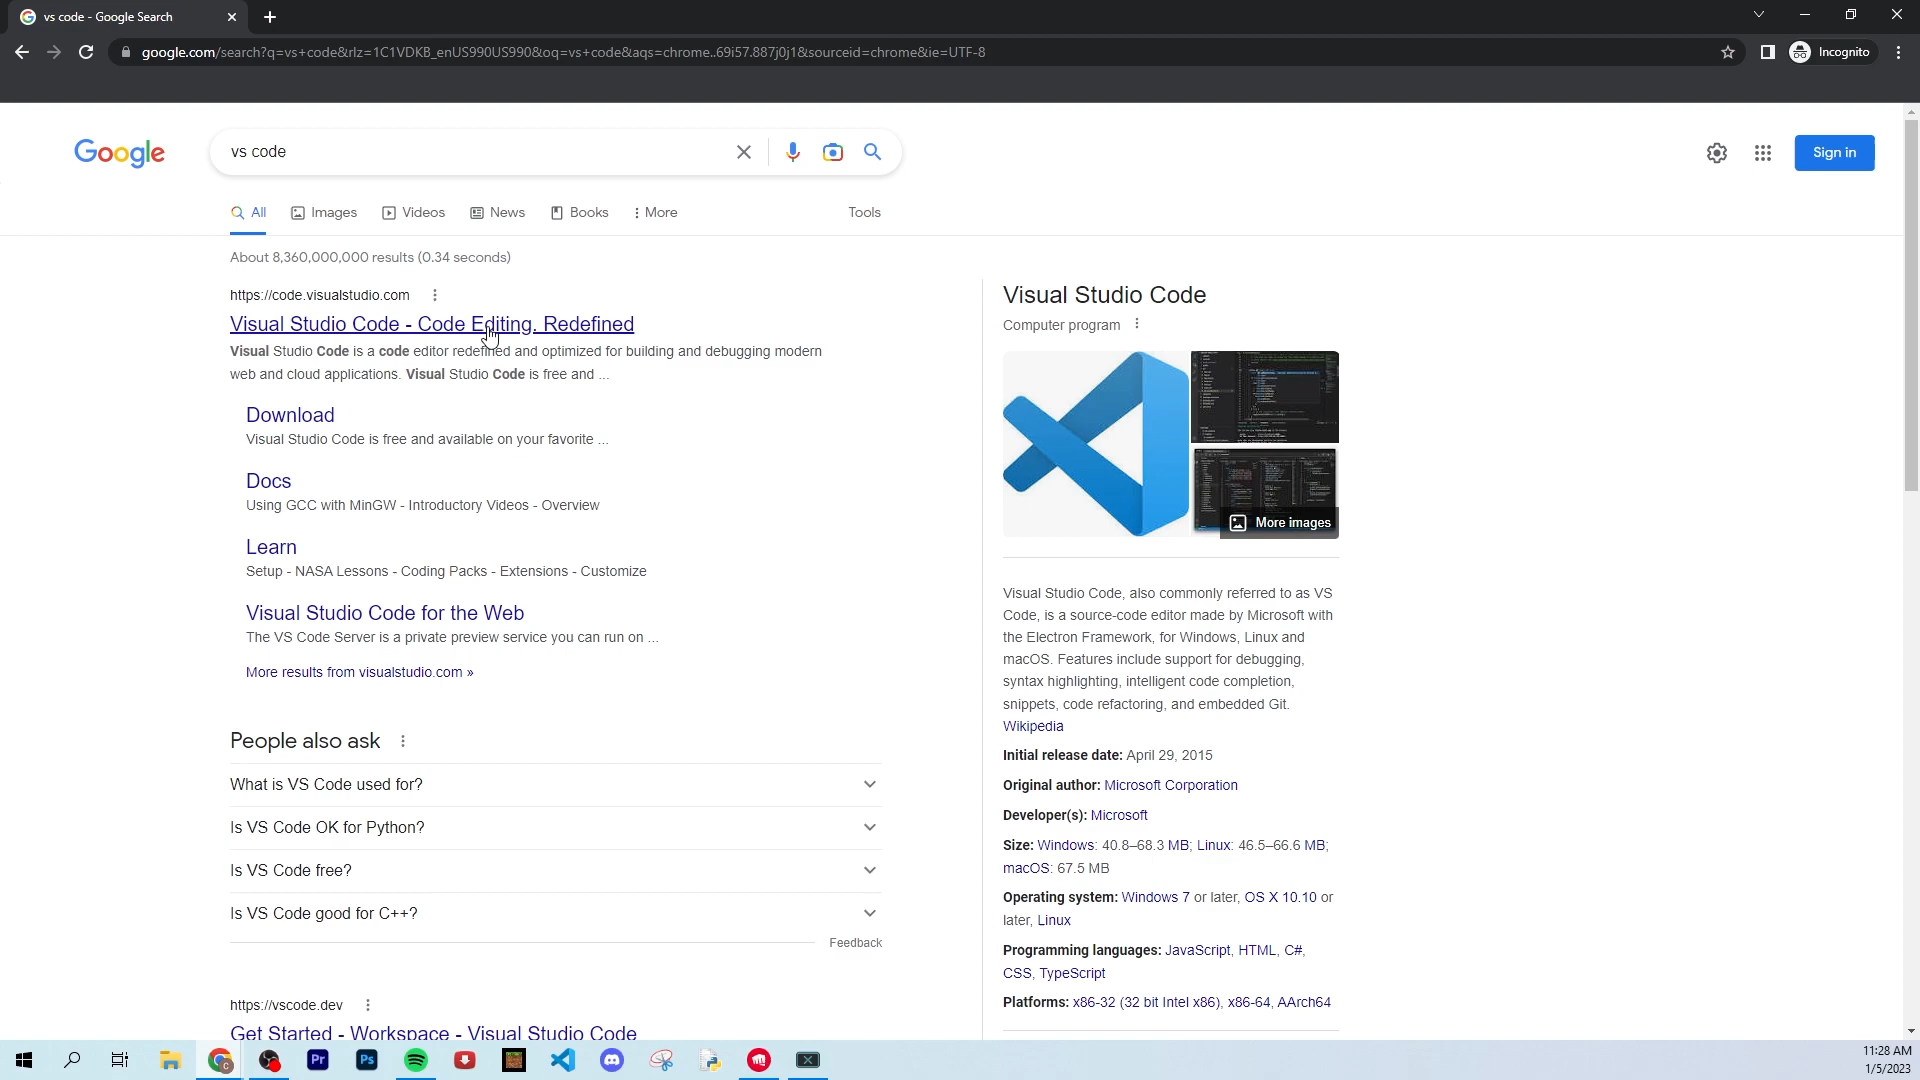 vs code - Google Search
google.com/search?q=vs+code&rlz=1C1VDKB_enUS990US990&oq=vs+code&aqs=chrome..69i57.887j0j1&sourceid=chrome&ie=UTF-8
Incognito
Google
vs code
Sign in
All
Images
Videos
News
Books
More
Tools
About 8,360,000,000 results (0.34 seconds)
https://code.visualstudio.com
Visual Studio Code - Code Editing. Redefined
Visual Studio Code is a code editor redefined and optimized for building and debugging modern
web and cloud applications. Visual Studio Code is free and ...
Download
Visual Studio Code is free and available on your favorite ...
Docs
Using GCC with MinGW - Introductory Videos - Overview
Learn
Setup - NASA Lessons - Coding Packs - Extensions - Customize
Visual Studio Code for the Web
The VS Code Server is a private preview service you can run on ...
More results from visualstudio.com »
People also ask
What is VS Code used for?
Is VS Code OK for Python?
Is VS Code free?
Is VS Code good for C++?
Feedback
https://vscode.dev
Get Started - Workspace - Visual Studio Code
Visual Studio Code
Computer program
More images
Visual Studio Code, also commonly referred to as VS
Code, is a source-code editor made by Microsoft with
the Electron Framework, for Windows, Linux and
macOS. Features include support for debugging,
syntax highlighting, intelligent code completion,
snippets, code refactoring, and embedded Git.
Wikipedia
Initial release date: April 29, 2015
Original author: Microsoft Corporation
Developer(s): Microsoft
Size: Windows: 40.8–68.3 MB; Linux: 46.5–66.6 MB;
macOS: 67.5 MB
Operating system: Windows 7 or later, OS X 10.10 or
later, Linux
Programming languages: JavaScript, HTML, C#,
CSS, TypeScript
Platforms: x86-32 (32 bit Intel x86), x86-64, AArch64
Pr
Ps
11:28 AM
1/5/2023